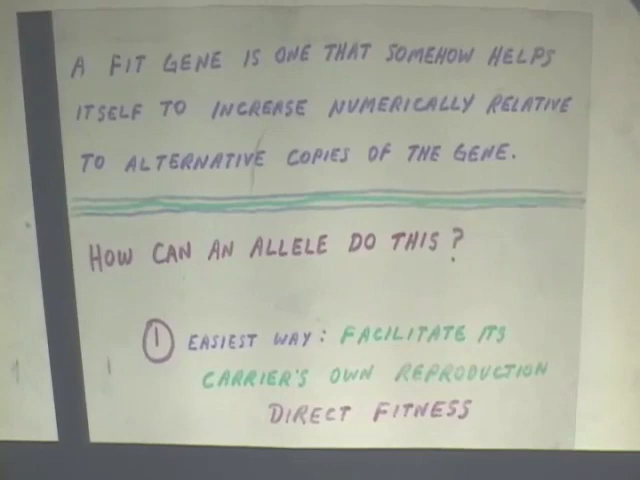 A FIT GENE IS ONE THAT SOMEHOW HELPS
ITSELF TO INCREASE NUMERICALLY RELATIVE
TO ALTERNATIVE COPIES OF THE GENE.
HOW CAN AN ALLELE DO THIS?
1 EASIEST WAY: FACILITATE ITS
CARRIER'S OWN REPRODUCTION
DIRECT FITNESS